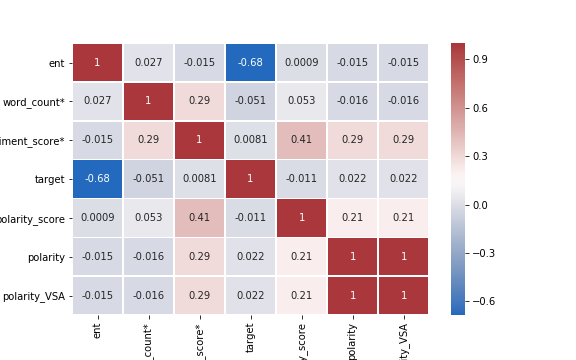 ent 1 0.027 -0.015 -0.68 0.0009 -0.015 -0.015
word_count* 0.027 1 0.29 -0.051 0.053 -0.016 -0.016
iment_score* -0.015 0.29 1 0.0081 0.41 0.29 0.29
target -0.68 -0.051 0.0081 1 -0.011 0.022 0.022
polarity_score 0.0009 0.053 0.41 -0.011 1 0.21 0.21
polarity -0.015 -0.016 0.29 0.022 0.21 1 1
polarity_VSA -0.015 -0.016 0.29 0.022 0.21 1 1
ent _count* _score* target y_score polarity ity_VSA
0.9
0.6
0.3
0.0
−0.3
−0.6